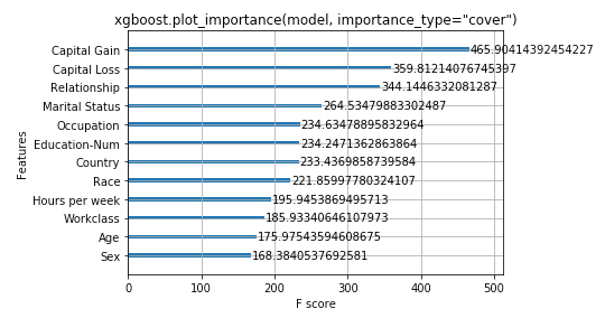 xgboost.plot_importance(model, importance_type="cover")
Capital Gain 465.90414392454227
Capital Loss 359.81214076745397
Relationship 344.1446332081287
Marital Status 264.53479883302487
Occupation 234.63478895832964
Education-Num 234.2471362863864
Country 233.4369858739584
Race 221.85997780324107
Hours per week 195.9453869495713
Workclass 185.93340646107973
Age 175.97543594608675
Sex 168.3840537692581
Features
0 100 200 300 400 500
F score